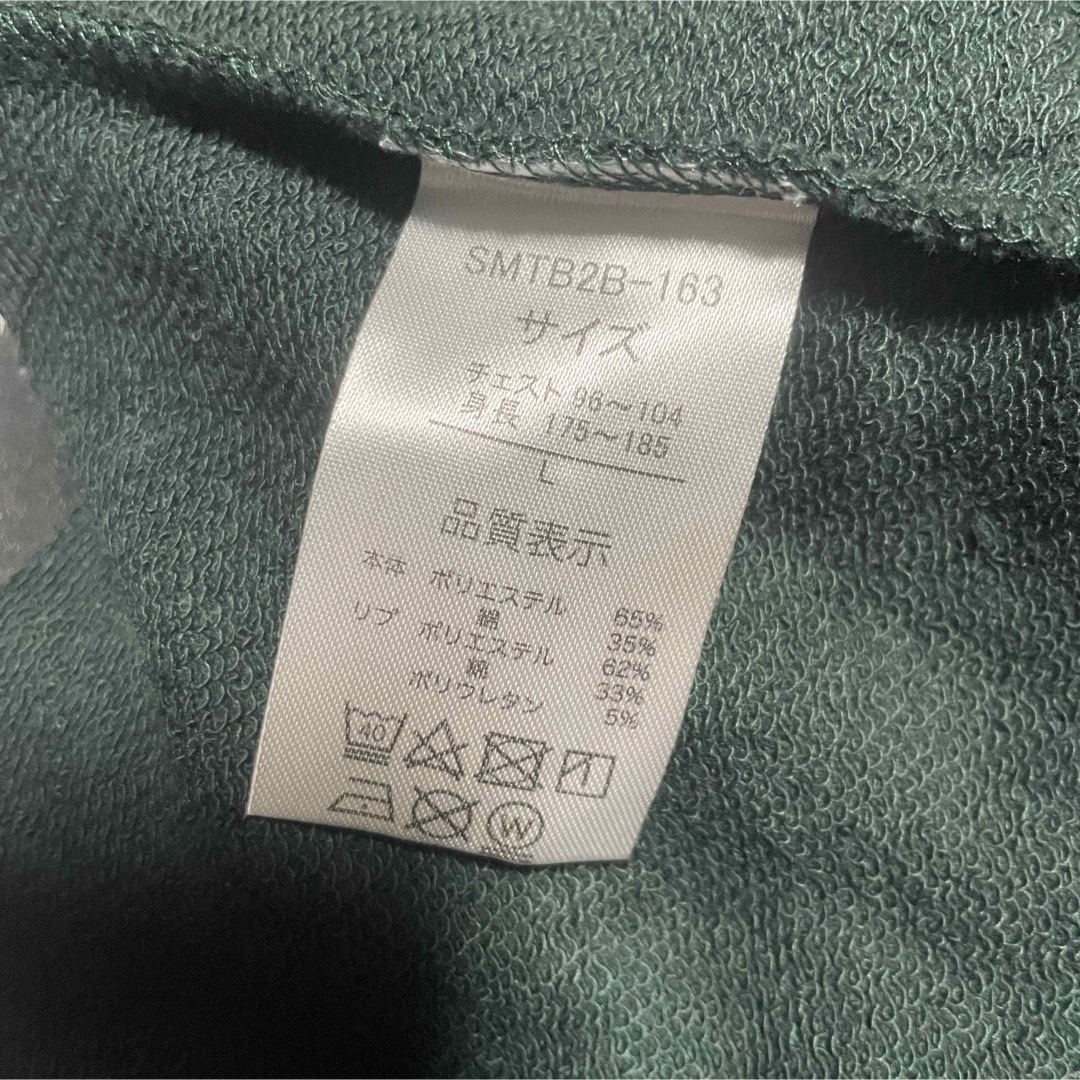 SMTB2B-163
サイズ
チェスト 96～104
身長 175～185
L
品質表示
本体 ポリエステル 65%
綿 35%
リブ ポリエステル 62%
綿 33%
ポリウレタン 5%
40
W